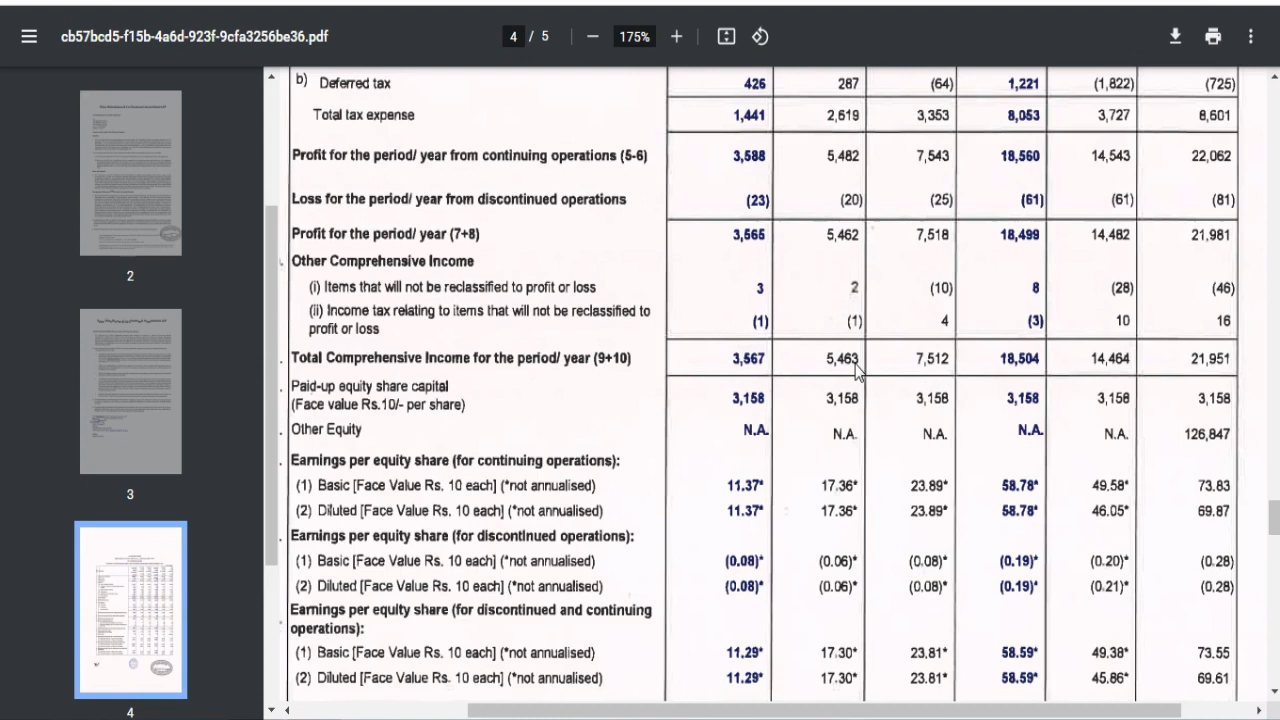 cb57bcd5-f15b-4a6d-923f-9cfa3256be36.pdf 4 / 5 175%
b) Deferred tax 426 287 (64) 1,221 (1,822) (725)
Total tax expense 1,441 2,619 3,353 8,053 3,727 8,601
Profit for the period/ year from continuing operations (5-6) 3,588 5,482 7,543 18,560 14,543 22,062
Loss for the period/ year from discontinued operations (23) (20) (25) (61) (61) (81)
Profit for the period/ year (7+8) 3,565 5,462 7,518 18,499 14,482 21,981
Other Comprehensive Income
(i) Items that will not be reclassified to profit or loss 3 2 (10) 8 (28) (46)
(ii) Income tax relating to items that will not be reclassified to
profit or loss (1) (1) 4 (3) 10 16
Total Comprehensive Income for the period/ year (9+10) 3,567 5,463 7,512 18,504 14,464 21,951
Paid-up equity share capital
(Face value Rs.10/- per share) 3,158 3,158 3,158 3,158 3,158 3,158
Other Equity N.A. N.A. N.A. N.A. N.A. 126,847
Earnings per equity share (for continuing operations):
(1) Basic [Face Value Rs. 10 each] (*not annualised) 11.37* 17.36* 23.89* 58.78* 49.58* 73.83
(2) Diluted [Face Value Rs. 10 each] (*not annualised) 11.37* 17.36* 23.89* 58.78* 46.05* 69.87
Earnings per equity share (for discontinued operations):
(1) Basic [Face Value Rs. 10 each] (*not annualised) (0.08)* (0.06)* (0.08)* (0.19)* (0.20)* (0.28)
(2) Diluted [Face Value Rs. 10 each] (*not annualised) (0.08)* (0.06)* (0.08)* (0.19)* (0.21)* (0.28)
Earnings per equity share (for discontinued and continuing
operations):
(1) Basic [Face Value Rs. 10 each] (*not annualised) 11.29* 17.30* 23.81* 58.59* 49.38* 73.55
(2) Diluted [Face Value Rs. 10 each] (*not annualised) 11.29* 17.30* 23.81* 58.59* 45.86* 69.61
2
3
4